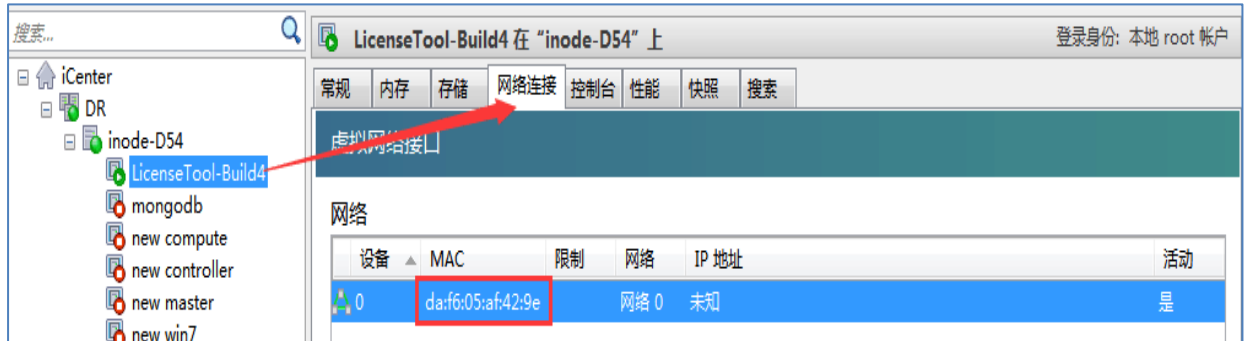 搜索...
iCenter
DR
inode-D54
LicenseTool-Build4
mongodb
new compute
new controller
new master
new win7
LicenseTool-Build4 在 “inode-D54” 上
登录身份: 本地 root 帐户
常规 内存 存储 网络连接 控制台 性能 快照 搜索
虚拟网络接口
网络
设备 MAC 限制 网络 IP 地址 活动
0 da:f6:05:af:42:9e 网络 0 未知 是